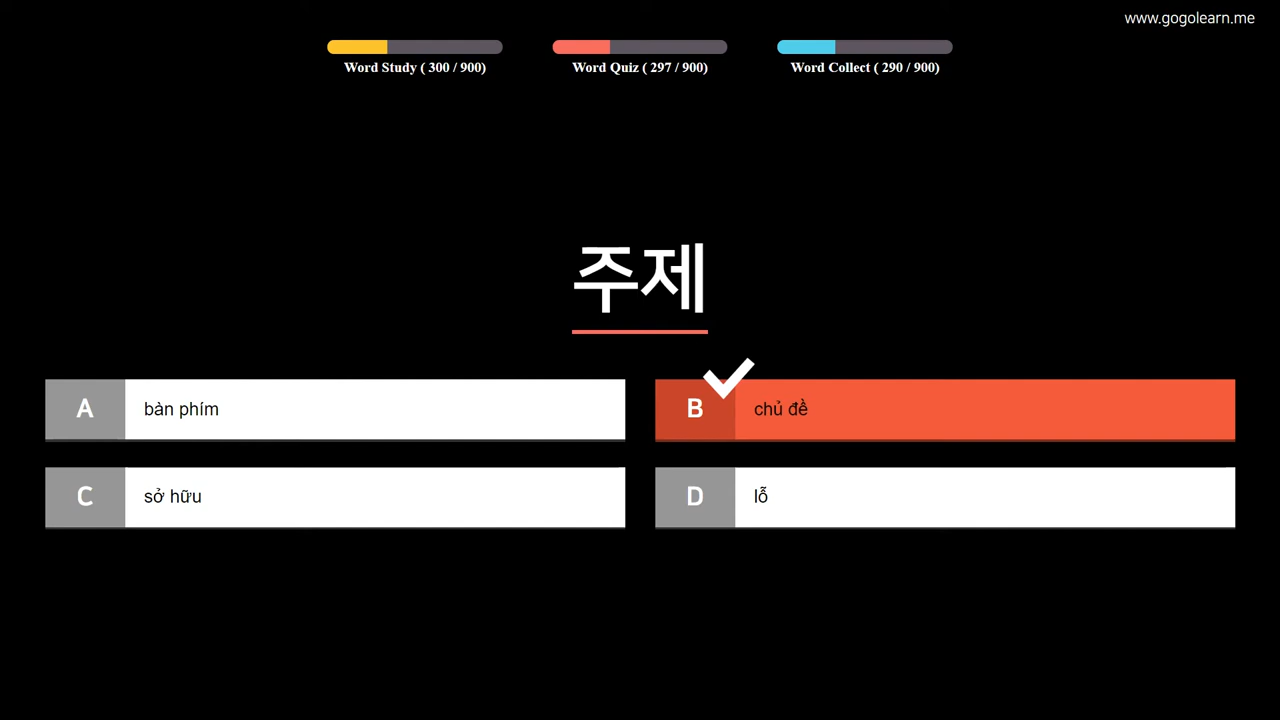 www.gogolearn.me
Word Study ( 300 / 900)
Word Quiz ( 297 / 900)
Word Collect ( 290 / 900)
주제
A bàn phím
B chủ đề
C sở hữu
D lỗ